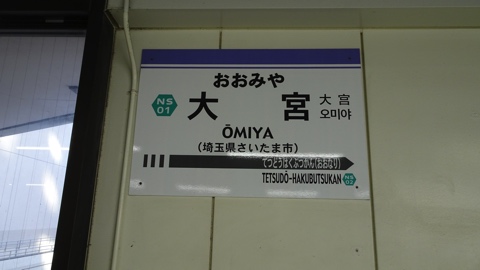 おおみや
NS
01
大宮
大宫
오미야
ŌMIYA
(埼玉県さいたま市)
てつどうはくぶつかん(おおなり)
TETSUDŌ-HAKUBUTSUKAN
NS
02